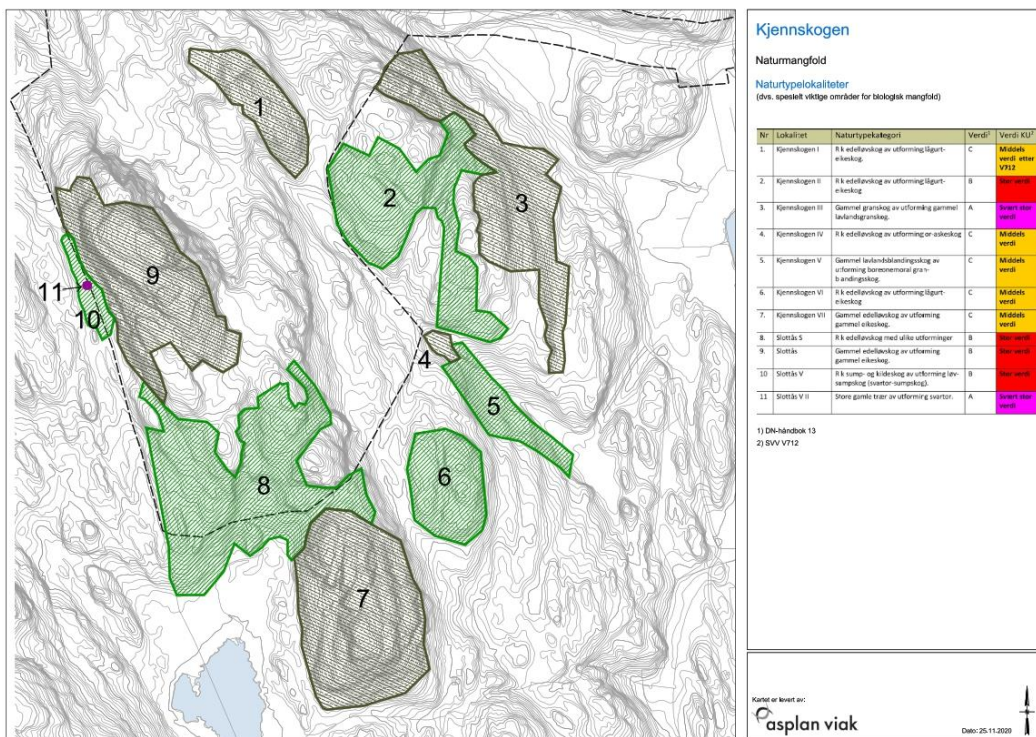 1
2
3
9
11
10
4
5
8
6
7
Kjennskogen
Naturmangfold
Naturtypelokaliteter
(dvs. spesielt viktige områder for biologisk mangfold)
Nr Lokalitet Naturtypekategori Verdi¹ Verdi KU²
1. Kjennskogen I R k edelløvskog av utforming lågurt- C Middels
eikeskog. verdi etter
V712
2. Kjennskogen II R k edelløvskog av utforming lågurt- B Stor verdi
eikeskog
3. Kjennskogen III Gammel granskog av utforming gammel A Svært stor
lavlandsgranskog. verdi
4. Kjennskogen IV R k edelløvskog av utforming or-askeskog C Middels
verdi
5. Kjennskogen V Gammel lavlandsblandingsskog av C Middels
utforming boreonemoral gran- verdi
b andingsskog.
6. Kjennskogen VI R k edelløvskog av utforming lågurt- C Middels
eikeskog verdi
7. Kjennskogen VII Gammel edelløvskog av utforming C Middels
gammel eikeskog. verdi
8. Slottås S R k edelløvskog med ulike utforminger B Stor verdi
9. Slottås Gammel edelløvskog av utforming B Stor verdi
gammel eikeskog.
10 Slottås V R k sump- og kildeskog av utforming løv- B Stor verdi
sumpskog (svartor-sumpskog).
11 Slottås V II Store gamle trær av utforming svartor. A Svært stor
verdi
1) DN-håndbok 13
2) SVV V712
Kartet er levert av:
asplan viak
Dato: 25.11.2020